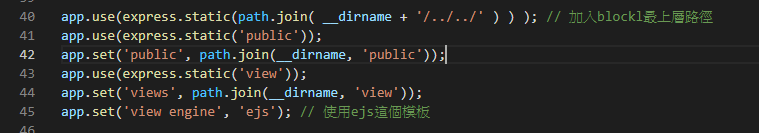 40 app.use(express.static(path.join( __dirname + '/../../' ) ) ); // 加入blockl最上層路徑
41 app.use(express.static('public'));
42 app.set('public', path.join(__dirname, 'public'));
43 app.use(express.static('view'));
44 app.set('views', path.join(__dirname, 'view'));
45 app.set('view engine', 'ejs'); // 使用ejs這個模板
46